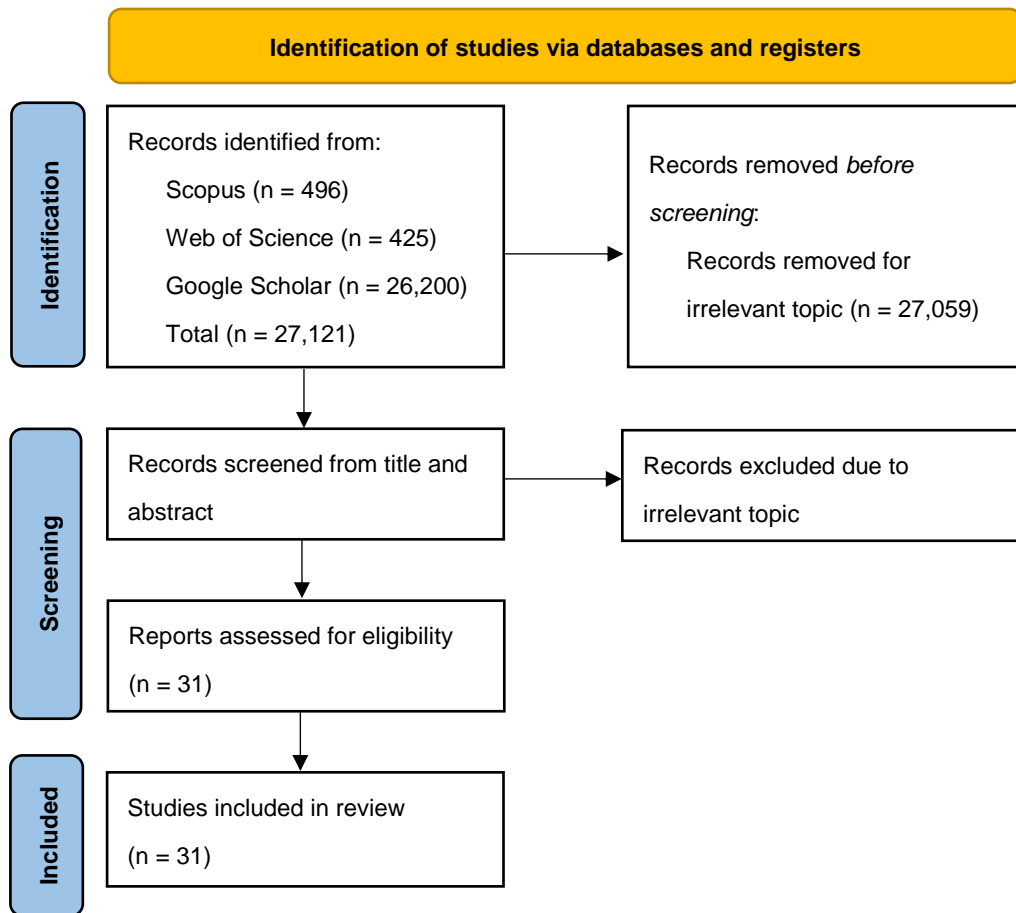 Identification of studies via databases and registers
Identification
Records identified from:
Scopus (n = 496)
Web of Science (n = 425)
Google Scholar (n = 26,200)
Total (n = 27,121)
Records removed before
screening:
Records removed for
irrelevant topic (n = 27,059)
Screening
Records screened from title and
abstract
Records excluded due to
irrelevant topic
Reports assessed for eligibility
(n = 31)
Included
Studies included in review
(n = 31)